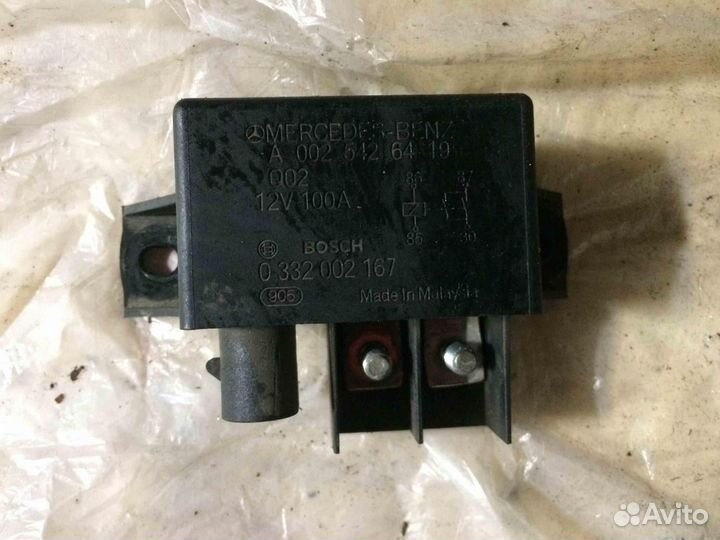 MERCEDES-BENZ
A 002 542 64 19
Q02
12V 100A
86 87
85 30
BOSCH
0 332 002 167
905
Made In Malaysia
Avito